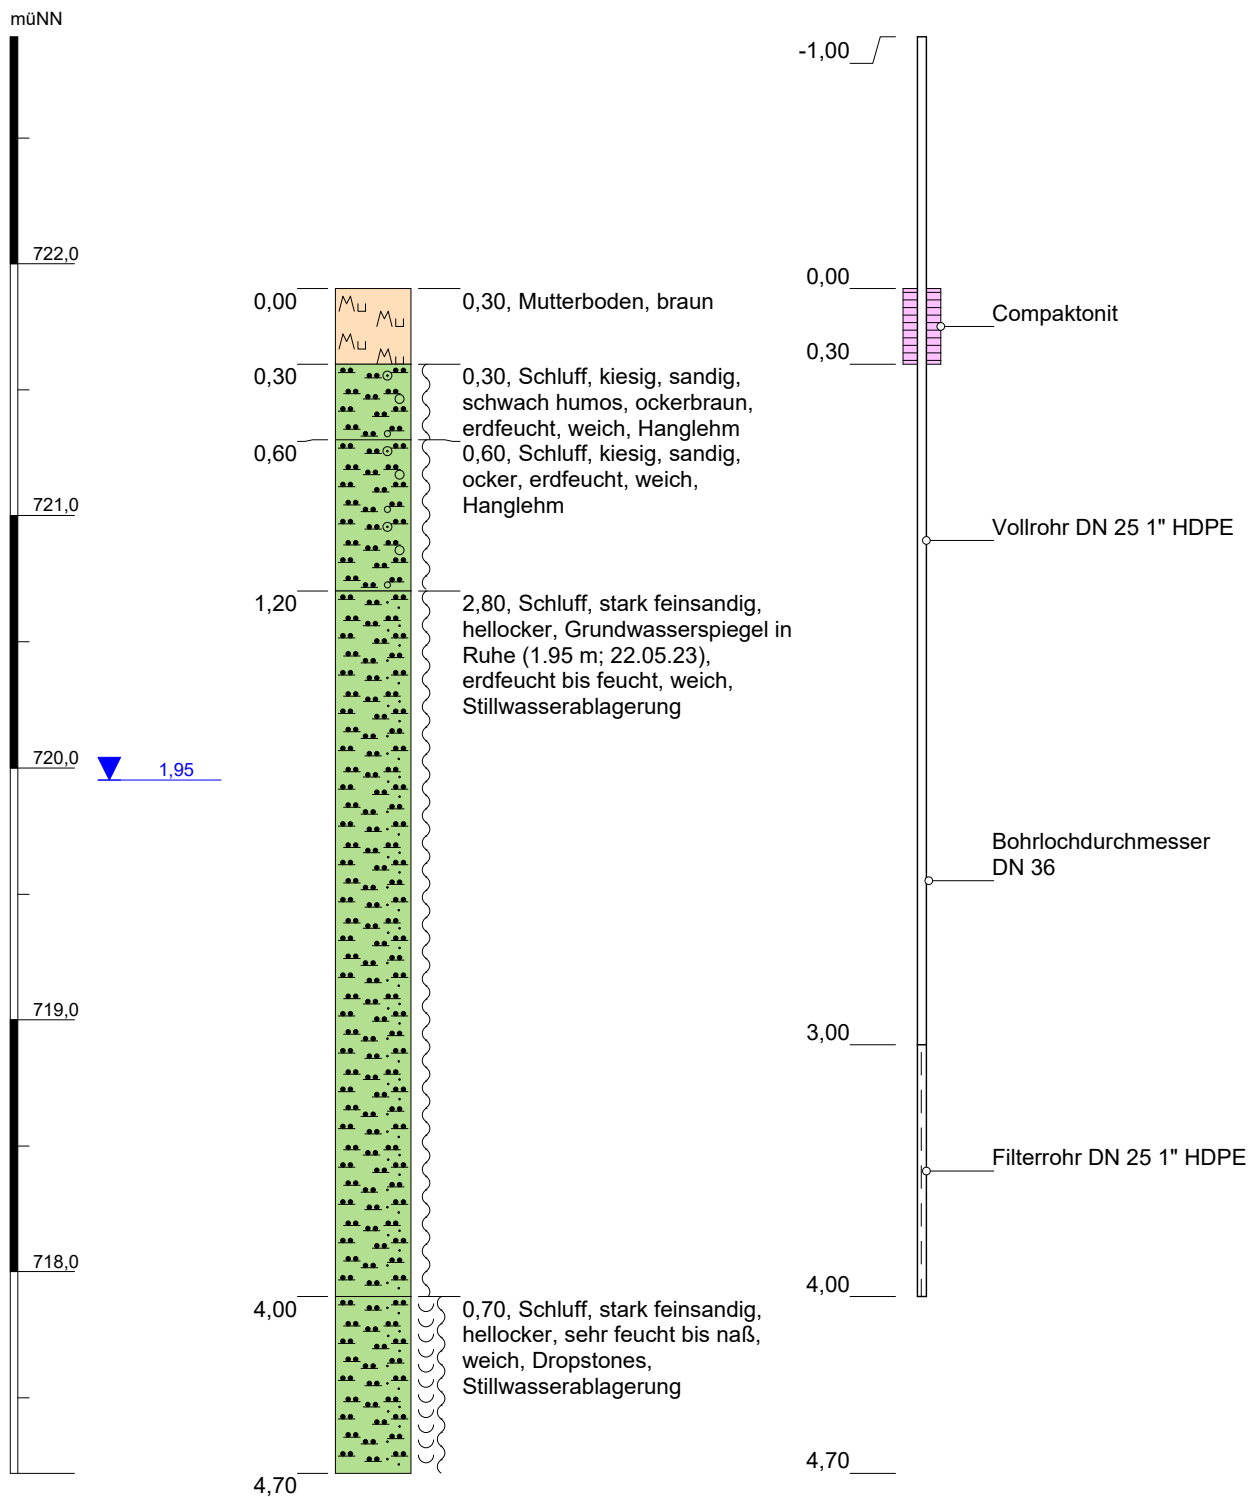 müNN
-1,00
722,0
0,00
0,00
0,30, Mutterboden, braun
Compaktonit
0,30
0,30
0,30, Schluff, kiesig, sandig,
schwach humos, ockerbraun,
erdfeucht, weich, Hanglehm
0,60
0,60, Schluff, kiesig, sandig,
ocker, erdfeucht, weich,
Hanglehm
721,0
Vollrohr DN 25 1" HDPE
1,20
2,80, Schluff, stark feinsandig,
hellocker, Grundwasserspiegel in
Ruhe (1.95 m; 22.05.23),
erdfeucht bis feucht, weich,
Stillwasserablagerung
720,0
1,95
Bohrlochdurchmesser
DN 36
719,0
3,00
Filterrohr DN 25 1" HDPE
718,0
4,00
4,00
0,70, Schluff, stark feinsandig,
hellocker, sehr feucht bis naß,
weich, Dropstones,
Stillwasserablagerung
4,70
4,70
Mu
Mu
Mu
Mu